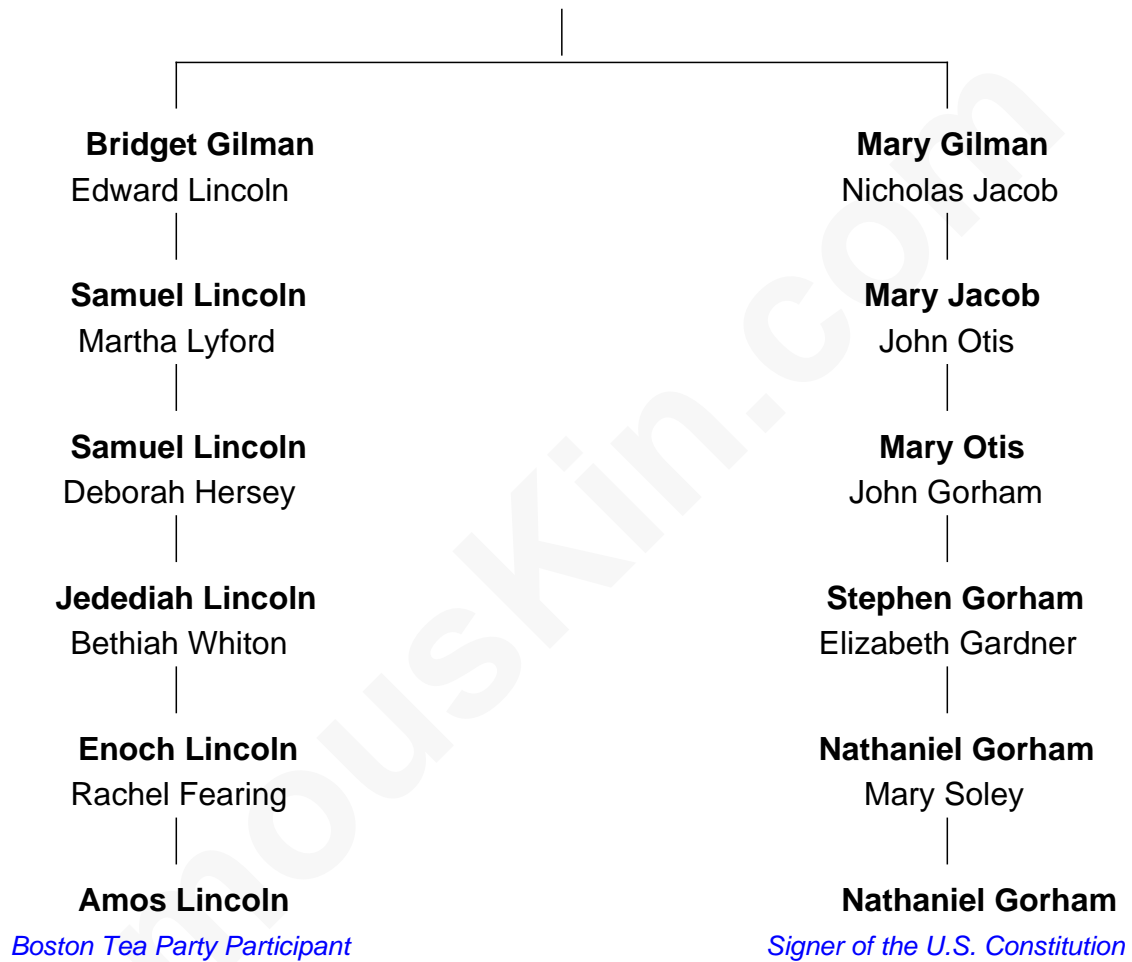 Bridget Gilman
Edward Lincoln
Mary Gilman
Nicholas Jacob
Samuel Lincoln
Martha Lyford
Mary Jacob
John Otis
Samuel Lincoln
Deborah Hersey
Mary Otis
John Gorham
Jedediah Lincoln
Bethiah Whiton
Stephen Gorham
Elizabeth Gardner
Enoch Lincoln
Rachel Fearing
Nathaniel Gorham
Mary Soley
Amos Lincoln
Boston Tea Party Participant
Nathaniel Gorham
Signer of the U.S. Constitution
mousKin.com